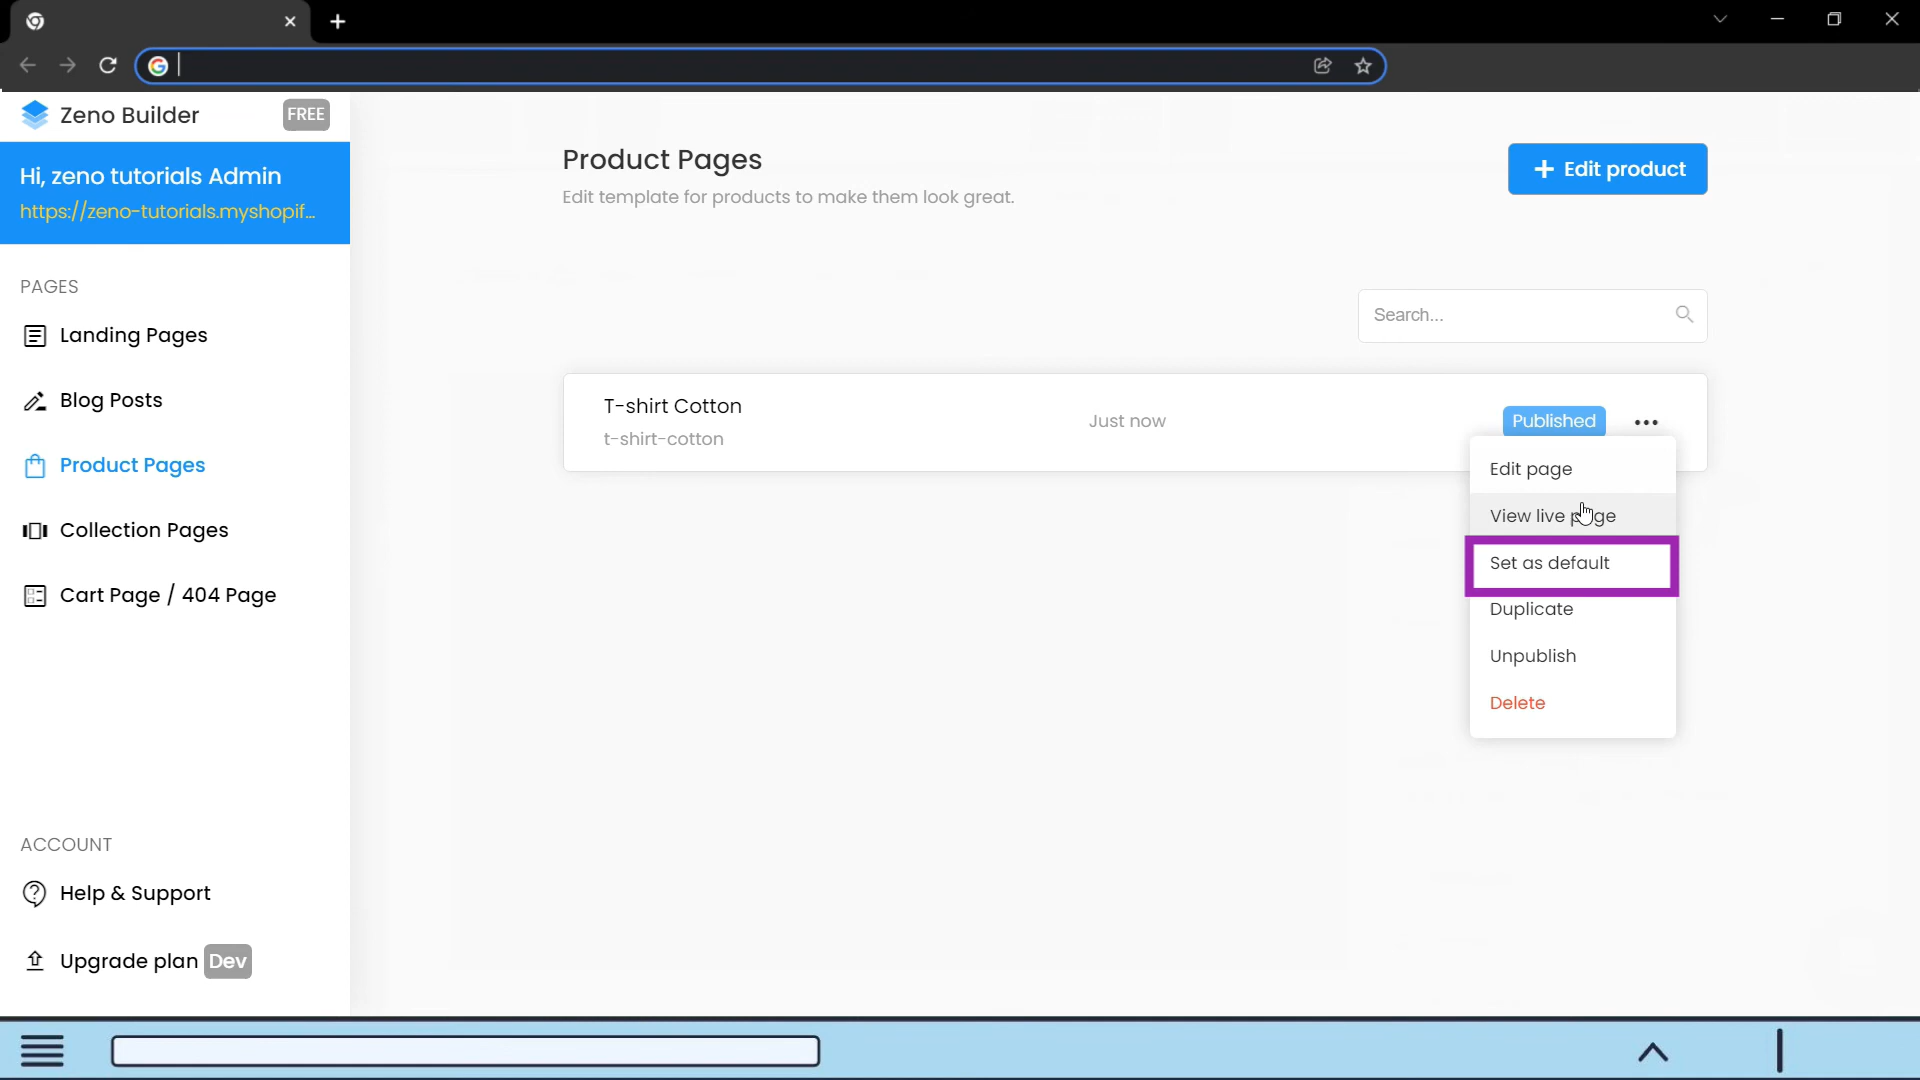 Zeno Builder FREE
Hi, zeno tutorials Admin
https://zeno-tutorials.myshopif...
PAGES
Landing Pages
Blog Posts
Product Pages
Collection Pages
Cart Page / 404 Page
ACCOUNT
Help & Support
Upgrade plan Dev
Product Pages
Edit template for products to make them look great.
+ Edit product
Search...
T-shirt Cotton
t-shirt-cotton
Just now
Published
Edit page
View live page
Set as default
Duplicate
Unpublish
Delete